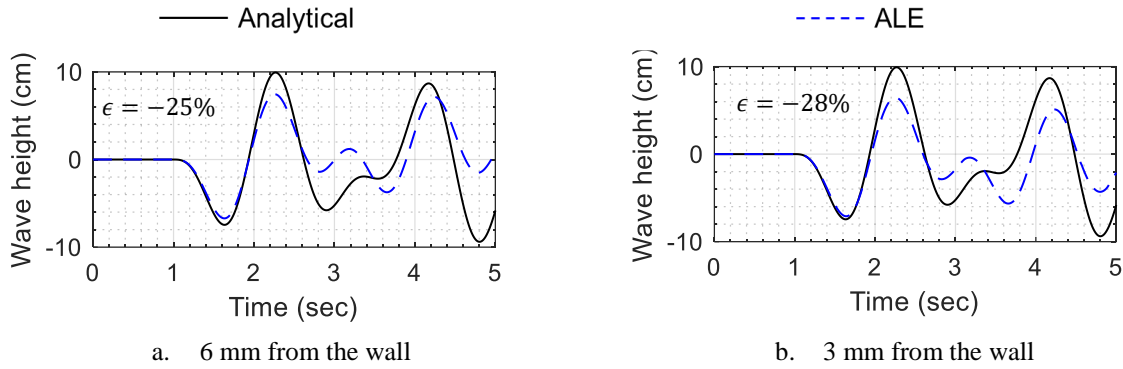 Analytical
ALE
Wave height (cm)
10
0
-10
ϵ = −25%
0 1 2 3 4 5
Time (sec)
a. 6 mm from the wall
Wave height (cm)
10
0
-10
ϵ = −28%
0 1 2 3 4 5
Time (sec)
b. 3 mm from the wall